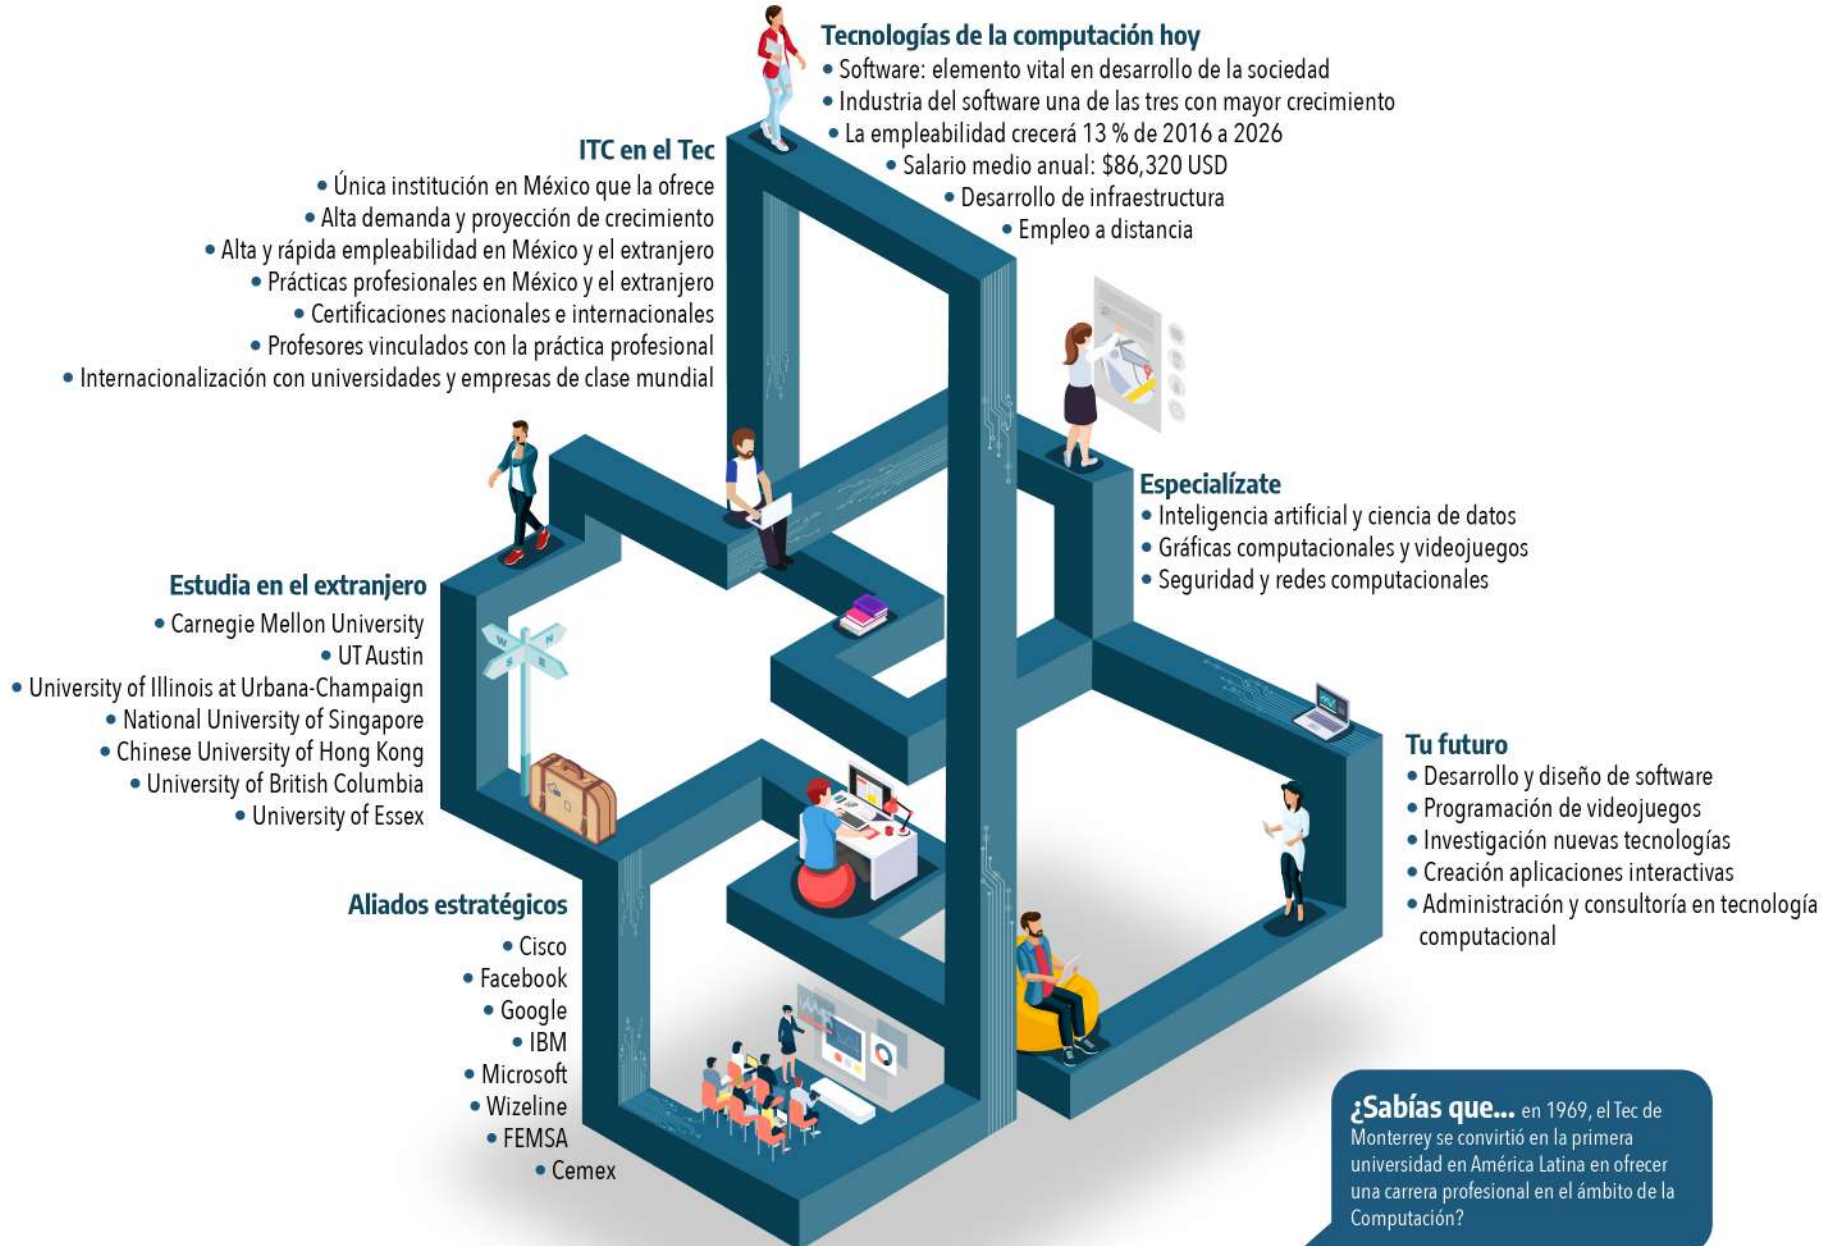 Tecnologías de la computación hoy
• Software: elemento vital en desarrollo de la sociedad
• Industria del software una de las tres con mayor crecimiento
• La empleabilidad crecerá 13 % de 2016 a 2026
• Salario medio anual: $86,320 USD
• Desarrollo de infraestructura
• Empleo a distancia
ITC en el Tec
• Única institución en México que la ofrece
• Alta demanda y proyección de crecimiento
• Alta y rápida empleabilidad en México y el extranjero
• Prácticas profesionales en México y el extranjero
• Certificaciones nacionales e internacionales
• Profesores vinculados con la práctica profesional
• Internacionalización con universidades y empresas de clase mundial
Especialízate
• Inteligencia artificial y ciencia de datos
• Gráficas computacionales y videojuegos
• Seguridad y redes computacionales
Estudia en el extranjero
• Carnegie Mellon University
• UT Austin
• University of Illinois at Urbana-Champaign
• National University of Singapore
• Chinese University of Hong Kong
• University of British Columbia
• University of Essex
W N
S E
Tu futuro
• Desarrollo y diseño de software
• Programación de videojuegos
• Investigación nuevas tecnologías
• Creación aplicaciones interactivas
• Administración y consultoría en tecnología
computacional
Aliados estratégicos
• Cisco
• Facebook
• Google
• IBM
• Microsoft
• Wizeline
• FEMSA
• Cemex
¿Sabías que... en 1969, el Tec de
Monterrey se convirtió en la primera
universidad en América Latina en ofrecer
una carrera profesional en el ámbito de la
Computación?